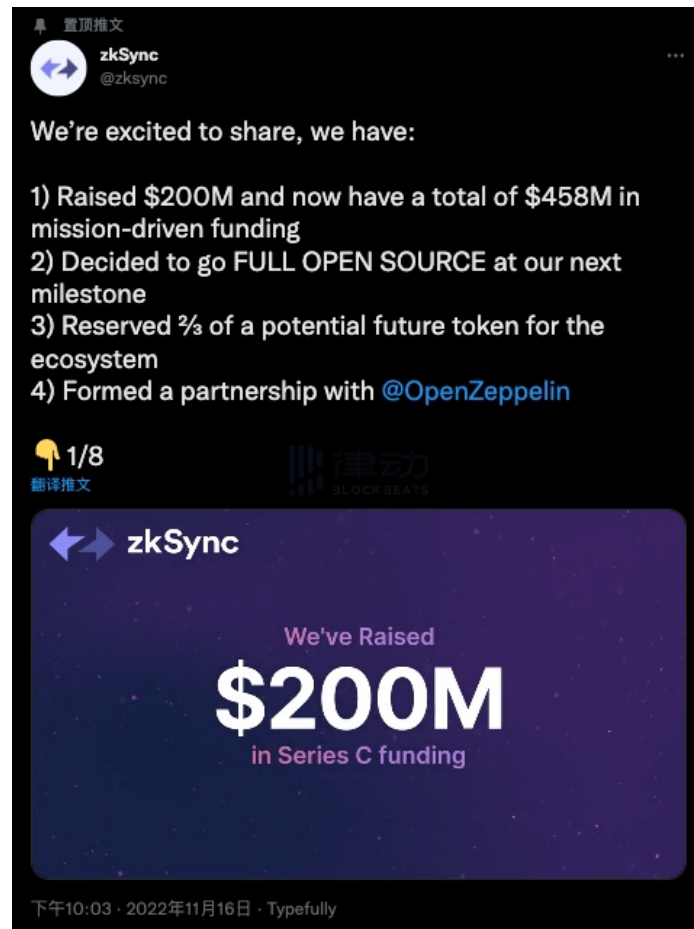 置顶推文
zkSync
@zksync
We’re excited to share, we have:
1) Raised $200M and now have a total of $458M in
mission-driven funding
2) Decided to go FULL OPEN SOURCE at our next
milestone
3) Reserved ⅔ of a potential future token for the
ecosystem
4) Formed a partnership with @OpenZeppelin
👇 1/8
翻译推文
律动
BLOCKBEATS
zkSync
We've Raised
$200M
in Series C funding
下午10:03 · 2022年11月16日 · Typefully